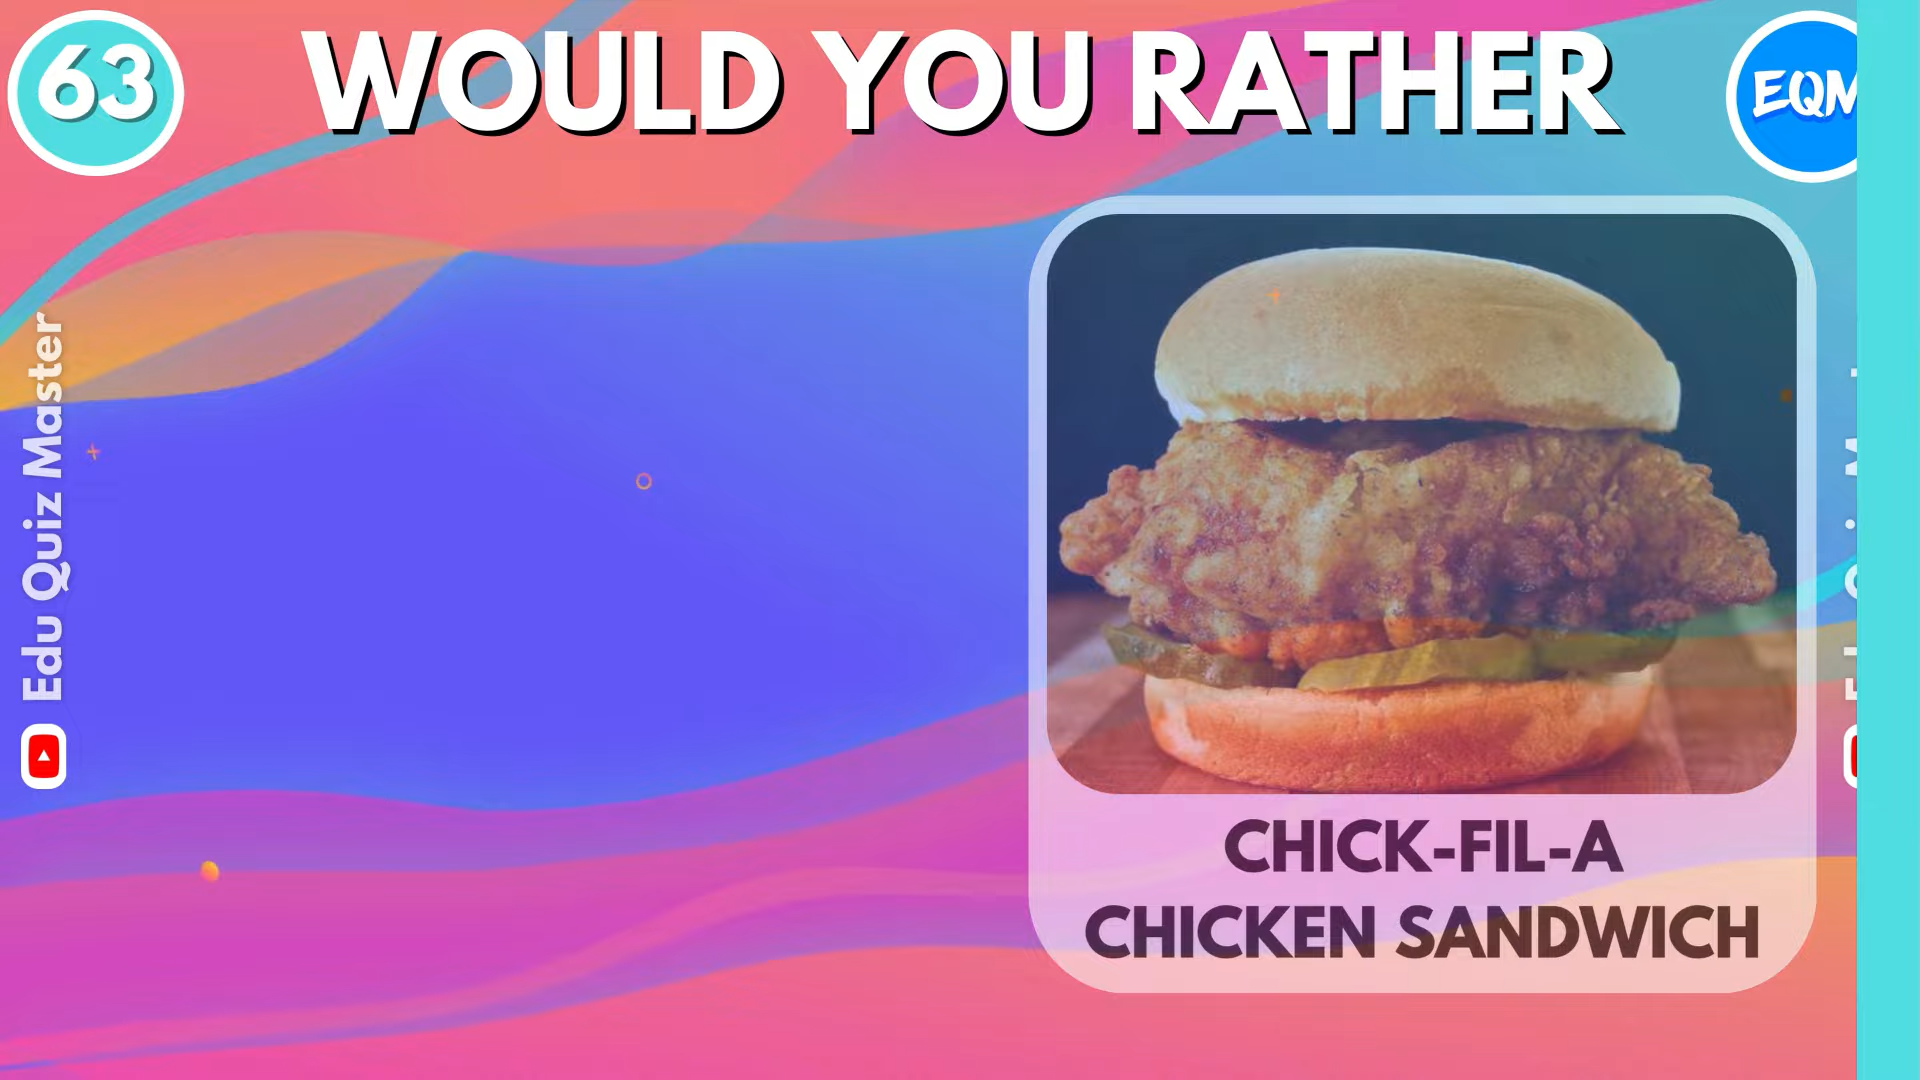 63
WOULD YOU RATHER
EQM
Edu Quiz Master
CHICK-FIL-A
CHICKEN SANDWICH